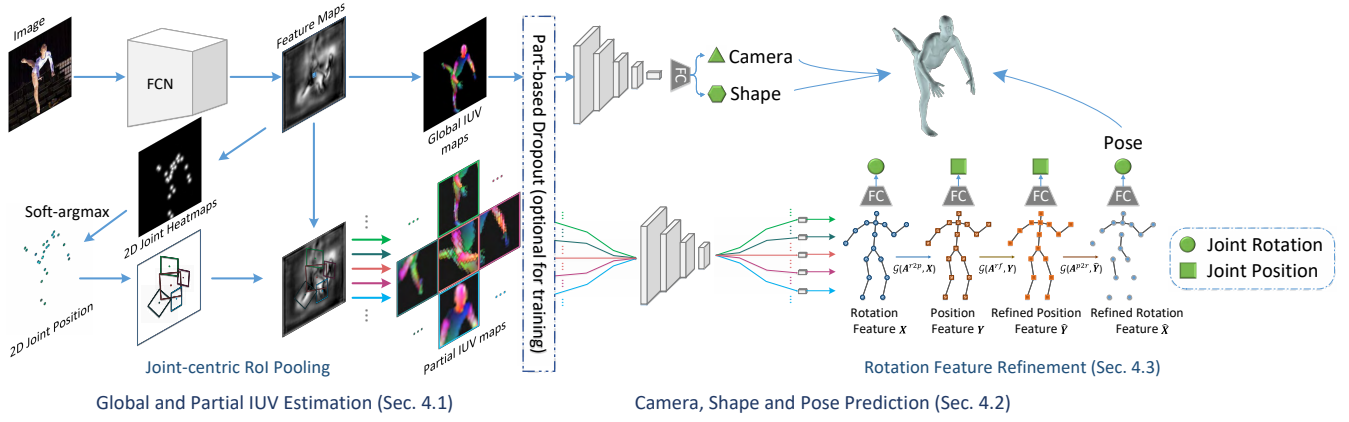 Image
FCN
Feature Maps
Global IUV
maps
Part-based Dropout (optional for training)
FC
Camera
Shape
Pose
2D Joint Heatmaps
Soft-argmax
2D Joint Position
...
...
...
...
Partial IUV maps
FC
FC
FC
FC
Joint Rotation
Joint Position
𝒢(A^{r2p}, X)
𝒢(A^{rf}, Y)
𝒢(A^{p2r}, Ŷ)
Rotation
Feature X
Position
Feature Y
Refined Position
Feature Ŷ
Refined Rotation
Feature X̂
Joint-centric RoI Pooling
Rotation Feature Refinement (Sec. 4.3)
Global and Partial IUV Estimation (Sec. 4.1)
Camera, Shape and Pose Prediction (Sec. 4.2)